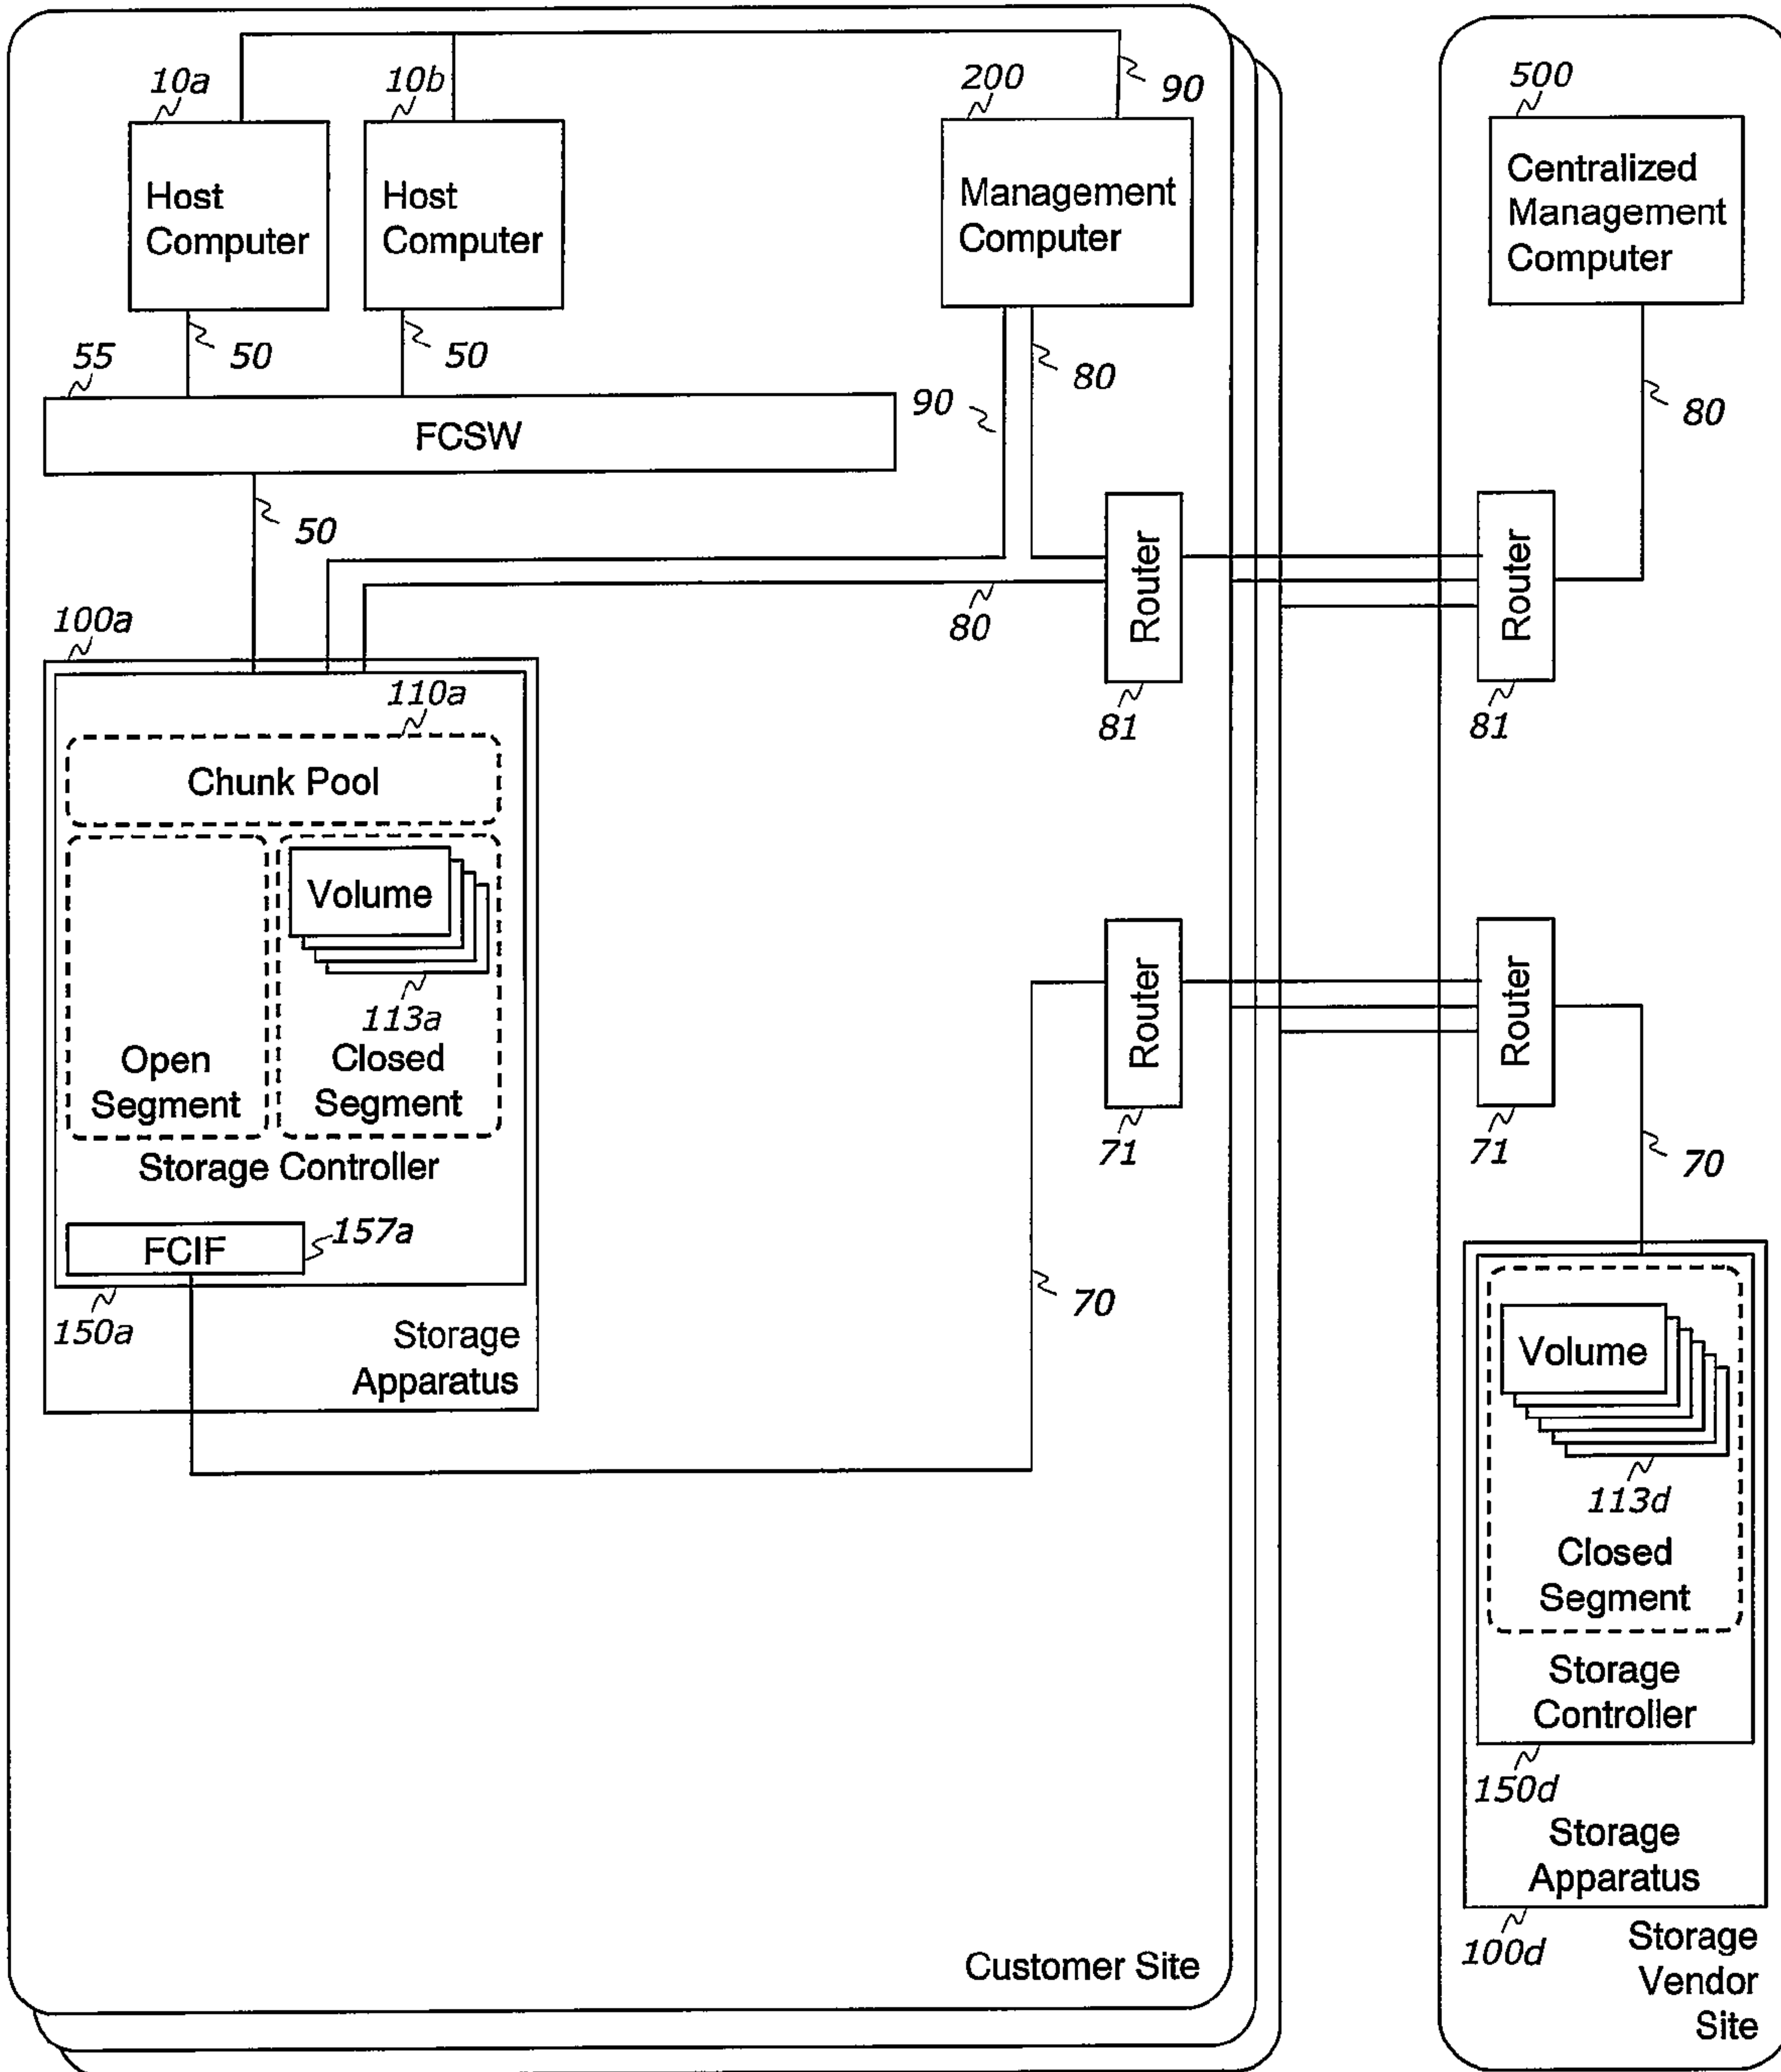 10a
10b
200
90
500
Host
Computer
Host
Computer
Management
Computer
Centralized
Management
Computer
55
50
50
90
80
80
FCSW
50
80
Router
81
Router
81
100a
110a
Chunk Pool
Volume
113a
Open
Segment
Closed
Segment
Storage Controller
FCIF
157a
150a
Storage
Apparatus
Router
71
Router
71
70
70
Volume
113d
Closed
Segment
Storage
Controller
150d
Storage
Apparatus
100d
Customer Site
Storage
Vendor
Site